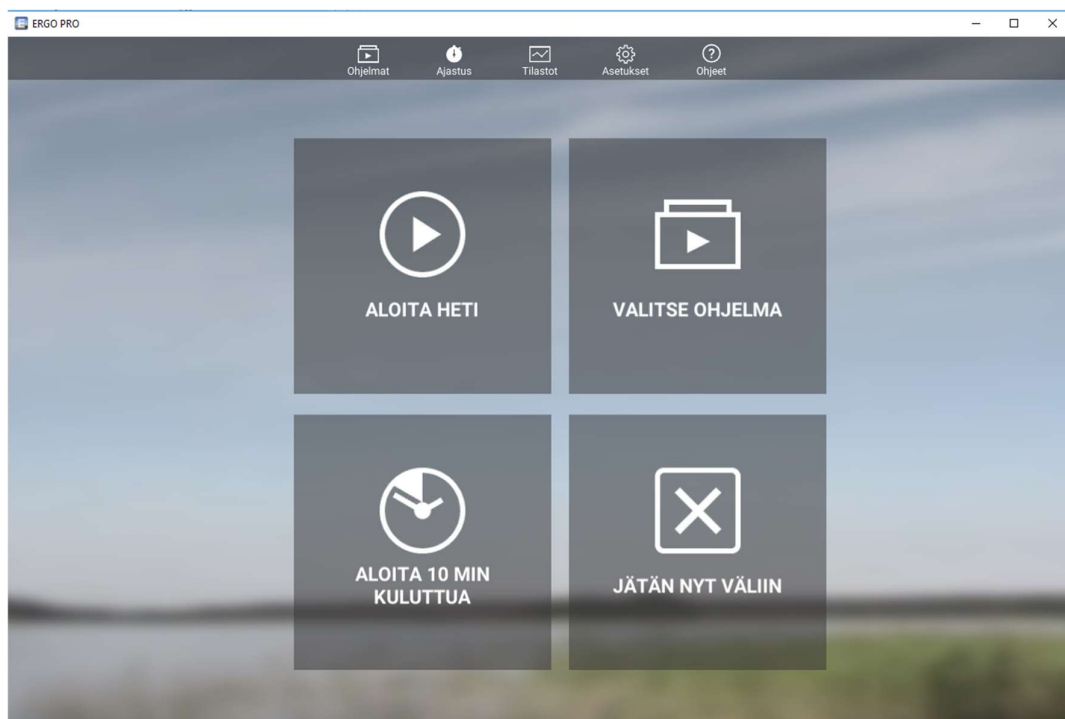 ERGO PRO
Ohjelmat
Ajastus
Tilastot
Asetukset
Ohjeet
ALOITA HETI
VALITSE OHJELMA
ALOITA 10 MIN
KULUTTUA
JÄTÄN NYT VÄLIIN